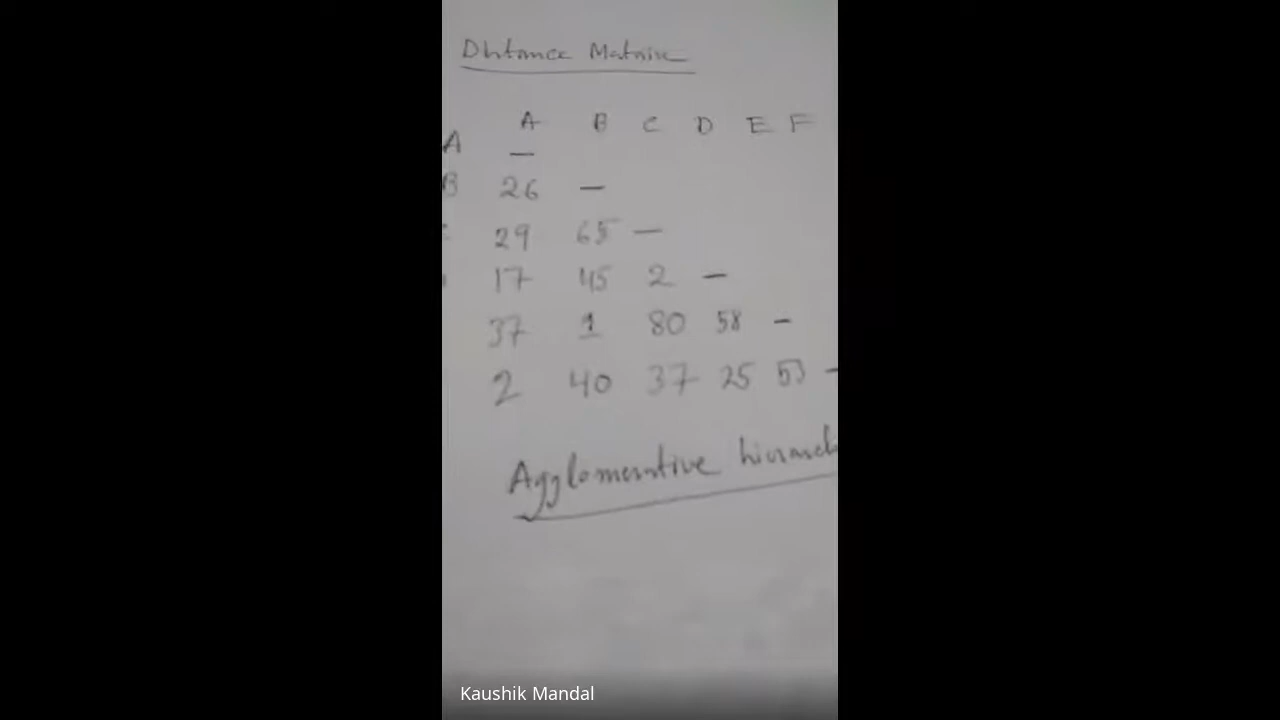 Distance Matrix
A B C D E F
A —
B 26 —
29 65 —
17 45 2 —
37 1 80 58 -
2 40 37 25 53 -
Agglomerative hierarch
Kaushik Mandal